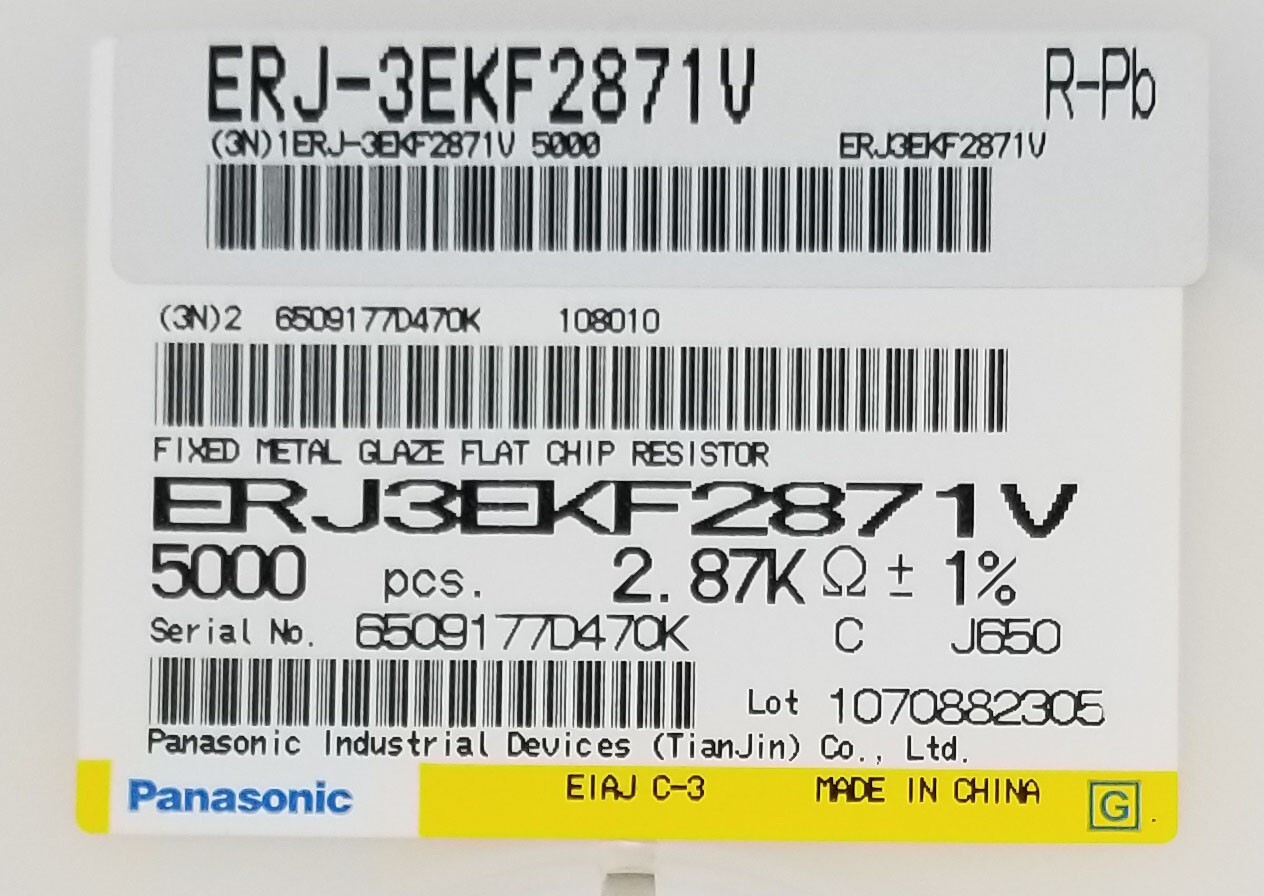 ERJ-3EKF2871V R-Pb
(3N)1ERJ-3EKF2871V 5000 ERJ3EKF2871V
(3N)2 6509177D470K 108010
FIXED METAL GLAZE FLAT CHIP RESISTOR
ERJ3EKF2871V
5000 pcs. 2.87K Ω ± 1%
Serial No. 6509177D470K C J650
Lot 1070882305
Panasonic Industrial Devices (TianJin) Co., Ltd.
Panasonic EIAJ C-3 MADE IN CHINA G .